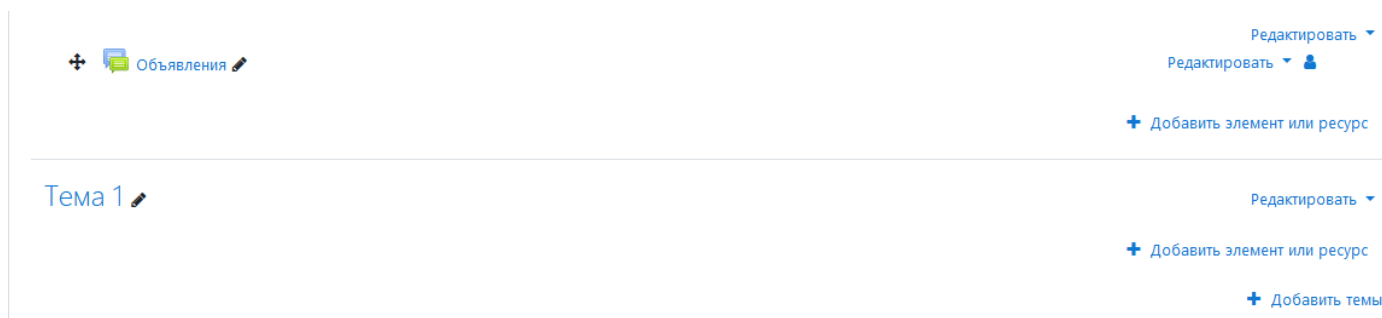 Редактировать
Объявления
Редактировать
Добавить элемент или ресурс
Тема 1
Редактировать
Добавить элемент или ресурс
Добавить темы